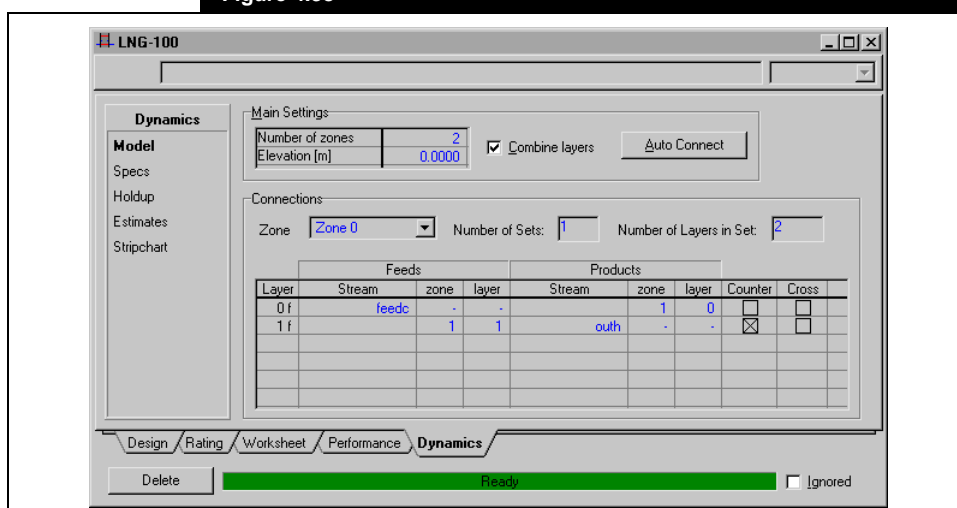 LNG-100
Dynamics
Model
Specs
Holdup
Estimates
Stripchart
Main Settings
Number of zones 2
Elevation [m] 0.0000
Combine layers
Auto Connect
Connections
Zone Zone 0 Number of Sets: 1 Number of Layers in Set: 2
Feeds Products
Layer Stream zone layer Stream zone layer Counter Cross
0 f feedc - - 1 0
1 f 1 1 outh - -
Design Rating Worksheet Performance Dynamics
Delete Ready Ignored